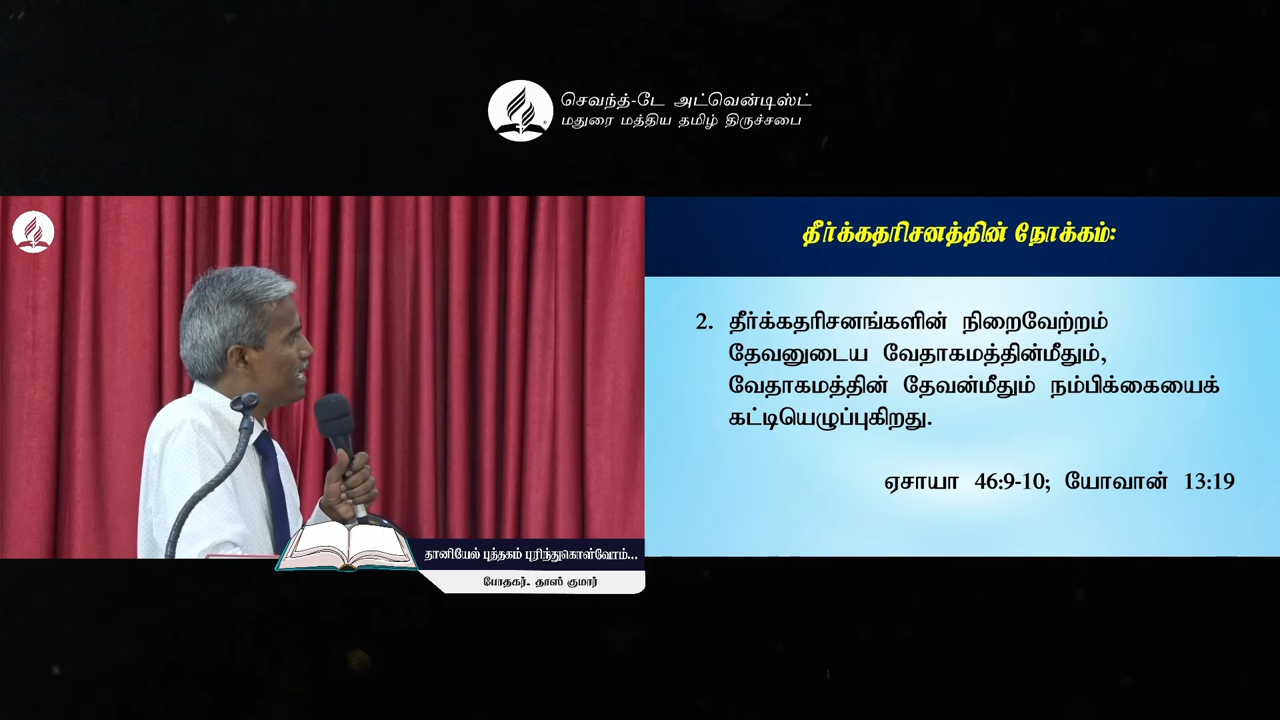 செவந்த்-டே அட்வென்டிஸ்ட்
மதுரை மத்திய தமிழ் திருச்சபை
தீர்க்கதரிசனத்தின் நோக்கம்:
2. தீர்க்கதரிசனங்களின் நிறைவேற்றம்
தேவனுடைய வேதாகமத்தின்மீதும்,
வேதாகமத்தின் தேவன்மீதும் நம்பிக்கையைக்
கட்டியெழுப்புகிறது.
ஏசாயா 46:9-10; யோவான் 13:19
தானியேல் புத்தகம் புரிந்துகொள்வோம்...
போதகர். தாஸ் குமார்